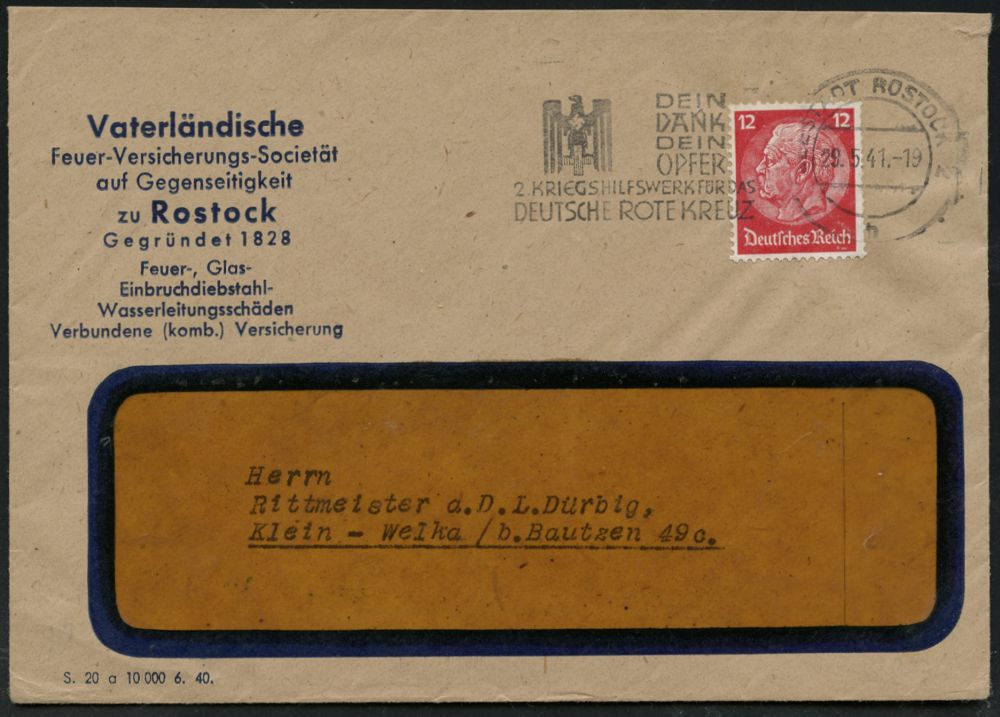 Vaterländische
Feuer-Versicherungs-Societät
auf Gegenseitigkeit
zu Rostock
Gegründet 1828
Feuer-, Glas-
Einbruchdiebstahl-
Wasserleitungsschäden
Verbundene (komb.) Versicherung
DEIN
DANK
DEIN
OPFER
2. KRIEGSHILFSWERK FÜR DAS
DEUTSCHE ROTE KREUZ
12 12
Deutsches Reich
ROSTOCK 2
29.5.41.-19
h
Herrn
Rittmeister a.D.L.Dürbig,
Klein - Welka /b.Bautzen 49c.
S. 20 a 10 000 6. 40.